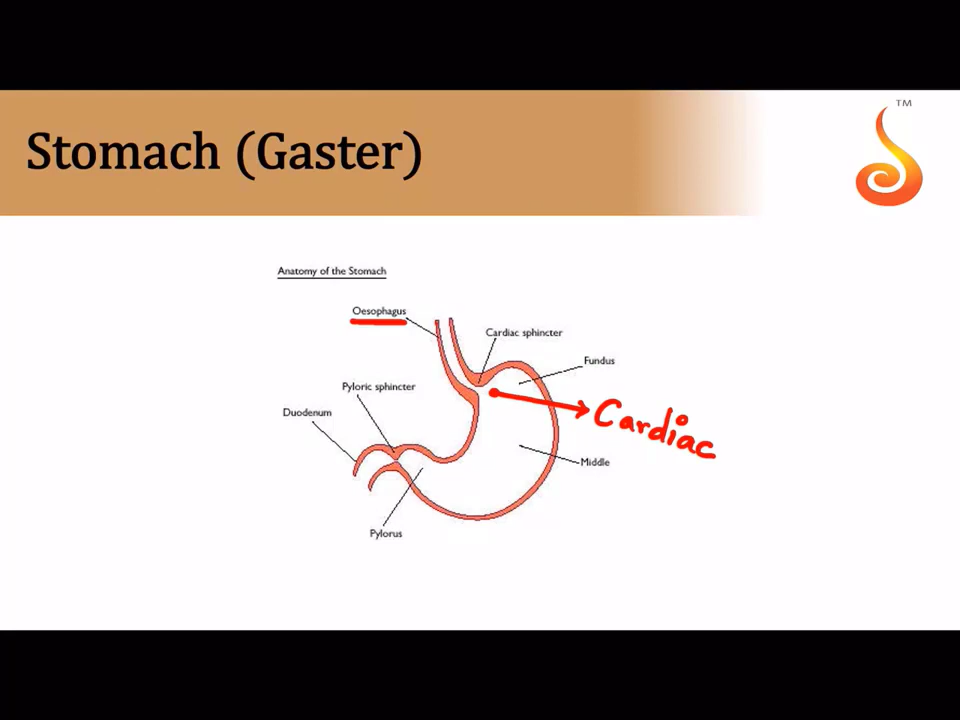 TM
Stomach (Gaster)
Anatomy of the Stomach
Oesophagus
Cardiac sphincter
Fundus
Pyloric sphincter
Duodenum
Cardiac
Middle
Pylorus